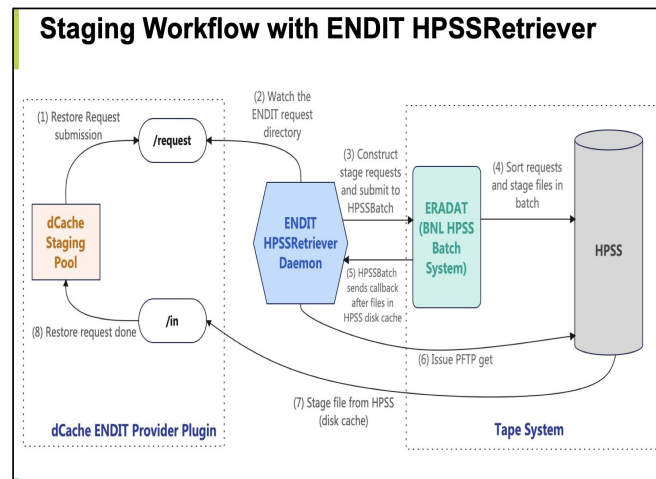 Staging Workflow with ENDIT HPSSRetriever
(1) Restore Request
submission
/request
(2) Watch the
ENDIT request
directory
(3) Construct
stage requests
and submit to
HPSSBatch
(4) Sort requests
and stage files in
batch
dCache
Staging
Pool
ENDIT
HPSSRetriever
Daemon
ERADAT
(BNL HPSS
Batch
System)
HPSS
(5) HPSSBatch
sends callback
after files in
HPSS disk cache
/in
(8) Restore request done
(6) Issue PFTP get
(7) Stage file from HPSS
(disk cache)
dCache ENDIT Provider Plugin
Tape System